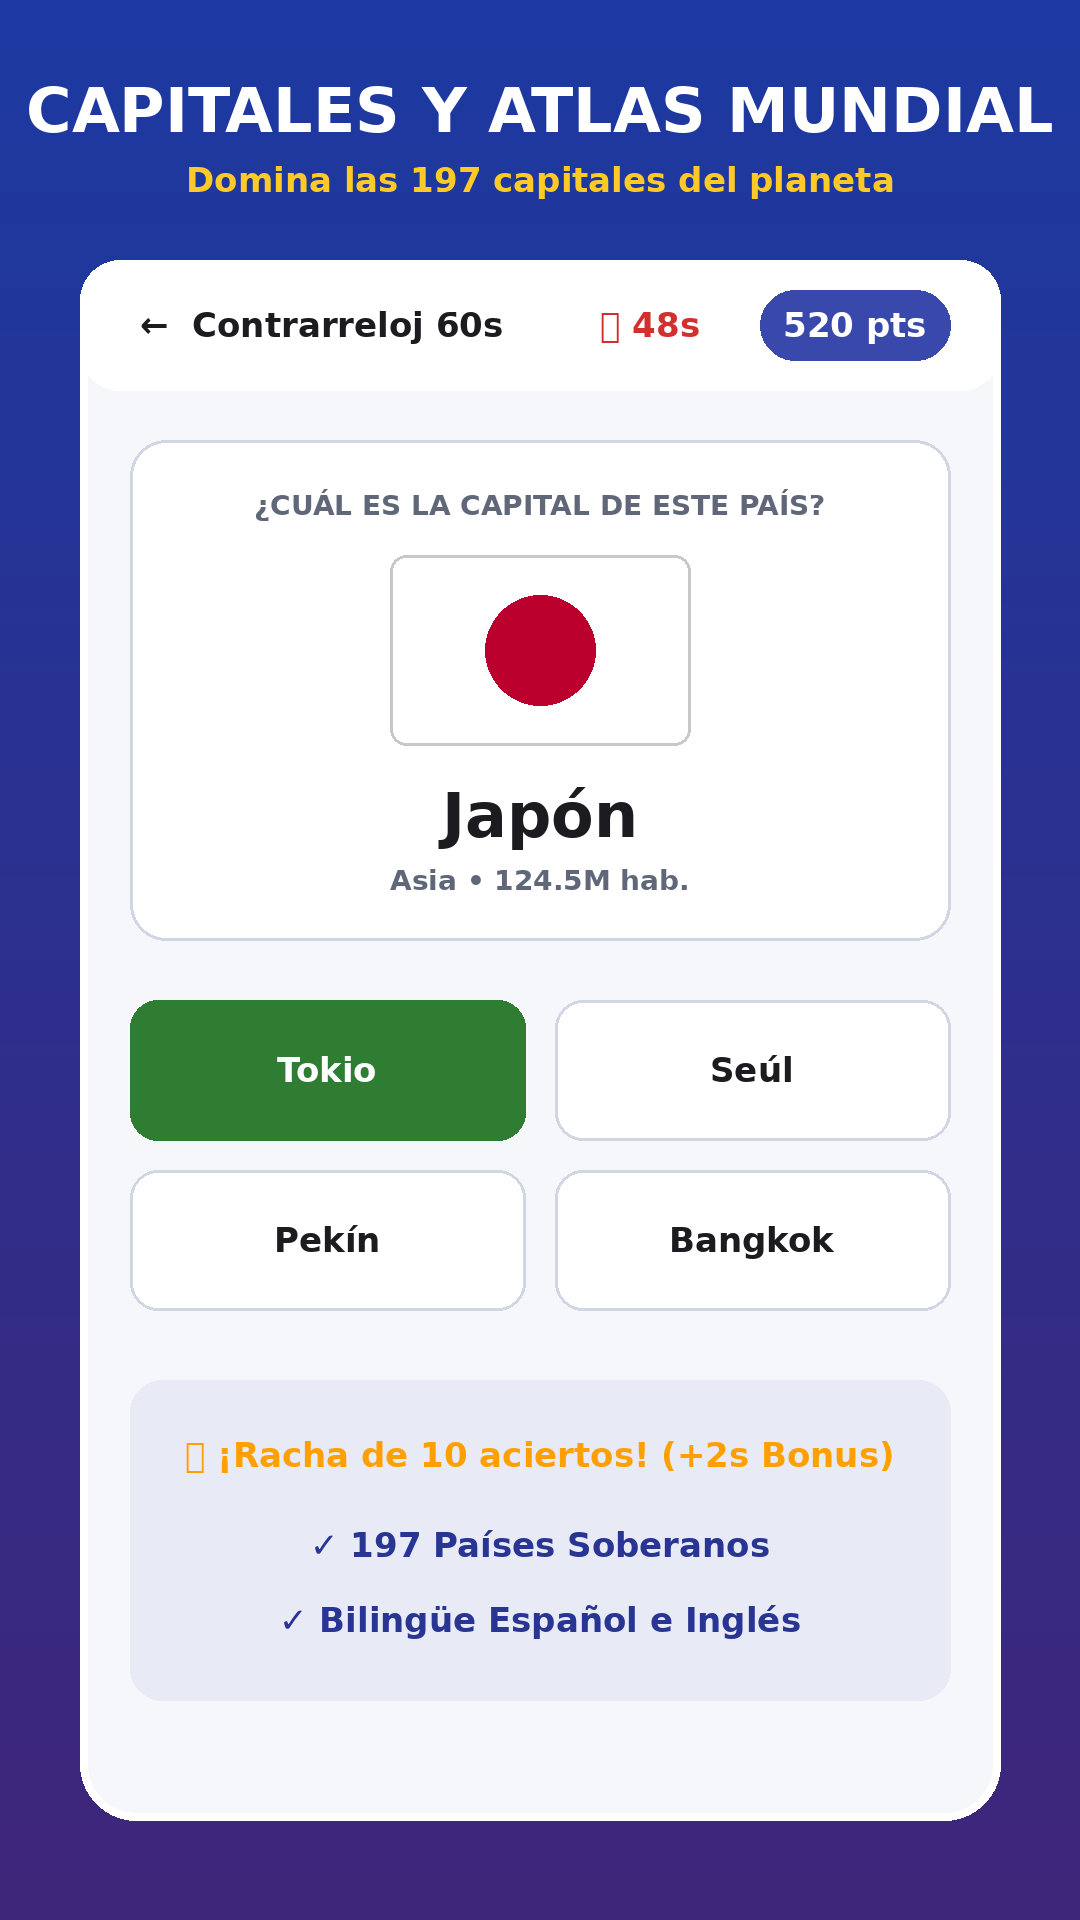 CAPITALES Y ATLAS MUNDIAL
Domina las 197 capitales del planeta
← Contrarreloj 60s
48s
520 pts
¿CUÁL ES LA CAPITAL DE ESTE PAÍS?
Japón
Asia • 124.5M hab.
Tokio
Seúl
Pekín
Bangkok
¡Racha de 10 aciertos! (+2s Bonus)
✓ 197 Países Soberanos
✓ Bilingüe Español e Inglés